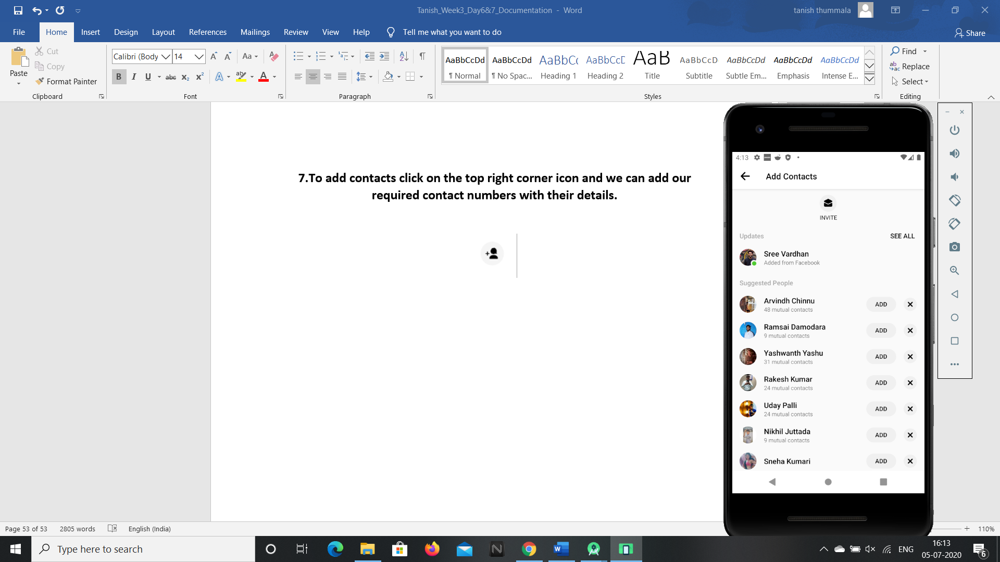 Tanish_Week3_Day6&7_Documentation - Word
tanish thummala
File Home Insert Design Layout References Mailings Review View Help Tell me what you want to do
Share
Paste
Cut
Copy
Format Painter
Clipboard
Calibri (Body 14
Aa
B I U abc x₂ x² A ab A
Font
Paragraph
AaBbCcDd AaBbCcDd AaBbCc AaBbCcD AaB AaBbCcD AaBbCcDd AaBbCcDd AaBbCcDd
¶ Normal ¶ No Spac... Heading 1 Heading 2 Title Subtitle Subtle Em... Emphasis Intense E...
Styles
Find
Replace
Select
Editing
7.To add contacts click on the top right corner icon and we can add our
required contact numbers with their details.
4:13
Add Contacts
INVITE
Updates SEE ALL
Sree Vardhan
Added from Facebook
Suggested People
Arvindh Chinnu
48 mutual contacts
ADD
Ramsai Damodara
9 mutual contacts
ADD
Yashwanth Yashu
31 mutual contacts
ADD
Rakesh Kumar
24 mutual contacts
ADD
Uday Palli
24 mutual contacts
ADD
Nikhil Juttada
9 mutual contacts
ADD
Sneha Kumari
ADD
Page 53 of 53 2805 words English (India)
110%
Type here to search
ENG
16:13
05-07-2020
6